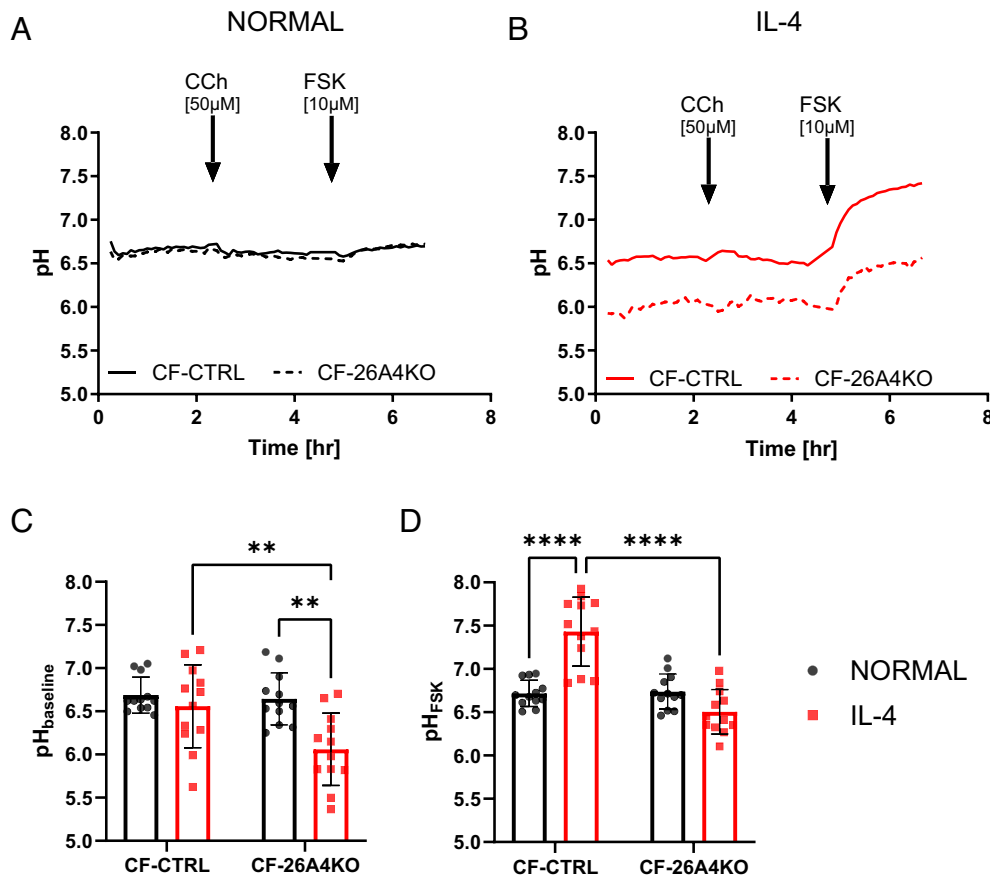 A
NORMAL
CCh
[50µM]
FSK
[10µM]
8.0
7.5
7.0
6.5
6.0
5.5
5.0
pH
CF-CTRL
CF-26A4KO
0
2
4
6
8
Time [hr]
B
IL-4
CCh
[50µM]
FSK
[10µM]
8.0
7.5
7.0
6.5
6.0
5.5
5.0
pH
CF-CTRL
CF-26A4KO
0
2
4
6
8
Time [hr]
C
**
**
8.0
7.5
7.0
6.5
6.0
5.5
5.0
pHbaseline
CF-CTRL
CF-26A4KO
D
****
****
8.0
7.5
7.0
6.5
6.0
5.5
5.0
pHFSK
CF-CTRL
CF-26A4KO
NORMAL
IL-4